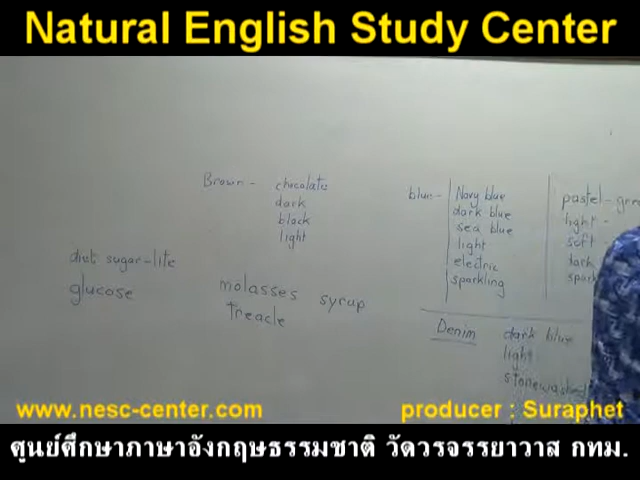 Natural English Study Center
Brown - chocolate
dark
black
light
blue - Navy blue
dark blue
sea blue
light
electric
sparkling
pastel - gree
light -
soft -
dark
spark
diet sugar - lite
glucose
molasses syrup
treacle
Denim dark blue
light
stonewashed
www.nesc-center.com
producer : Suraphet
ศูนย์ศึกษาภาษาอังกฤษธรรมชาติ วัดวรจรรยาวาส กทม.